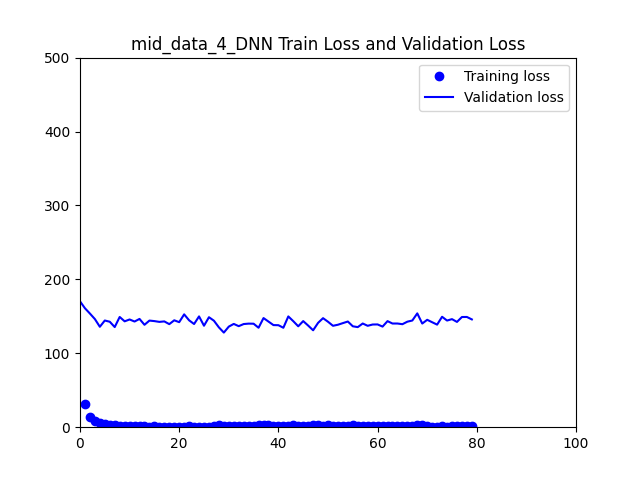 mid_data_4_DNN Train Loss and Validation Loss
500
400
300
200
100
0
0 20 40 60 80 100
Training loss
Validation loss